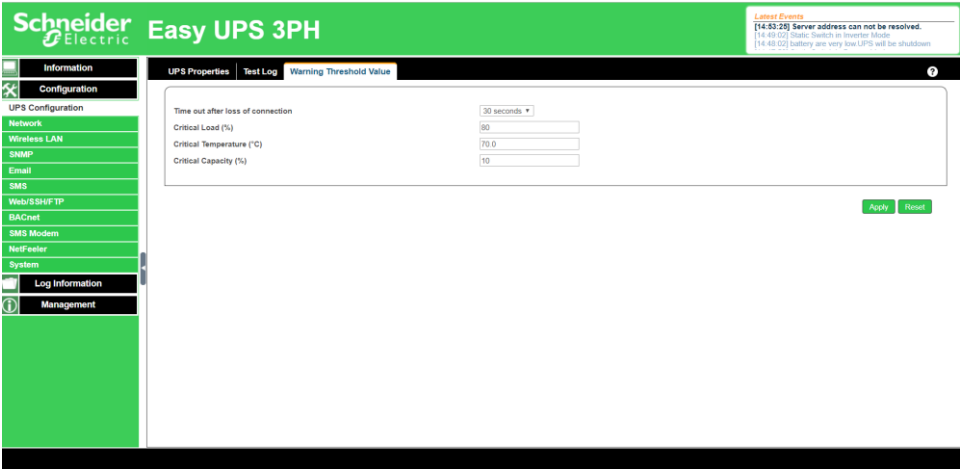 Schneider Electric
Easy UPS 3PH
Latest Events
[14:53:25] Server address can not be resolved.
[14:49:02] Static Switch in Inverter Mode
[14:48:02] battery are very low.UPS will be shutdown
Information
Configuration
UPS Configuration
Network
Wireless LAN
SNMP
Email
SMS
Web/SSH/FTP
BACnet
SMS Modem
NetFeeler
System
Log Information
Management
UPS Properties Test Log Warning Threshold Value ?
Time out after loss of connection 30 seconds
Critical Load (%) 80
Critical Temperature (°C) 70.0
Critical Capacity (%) 10
Apply Reset